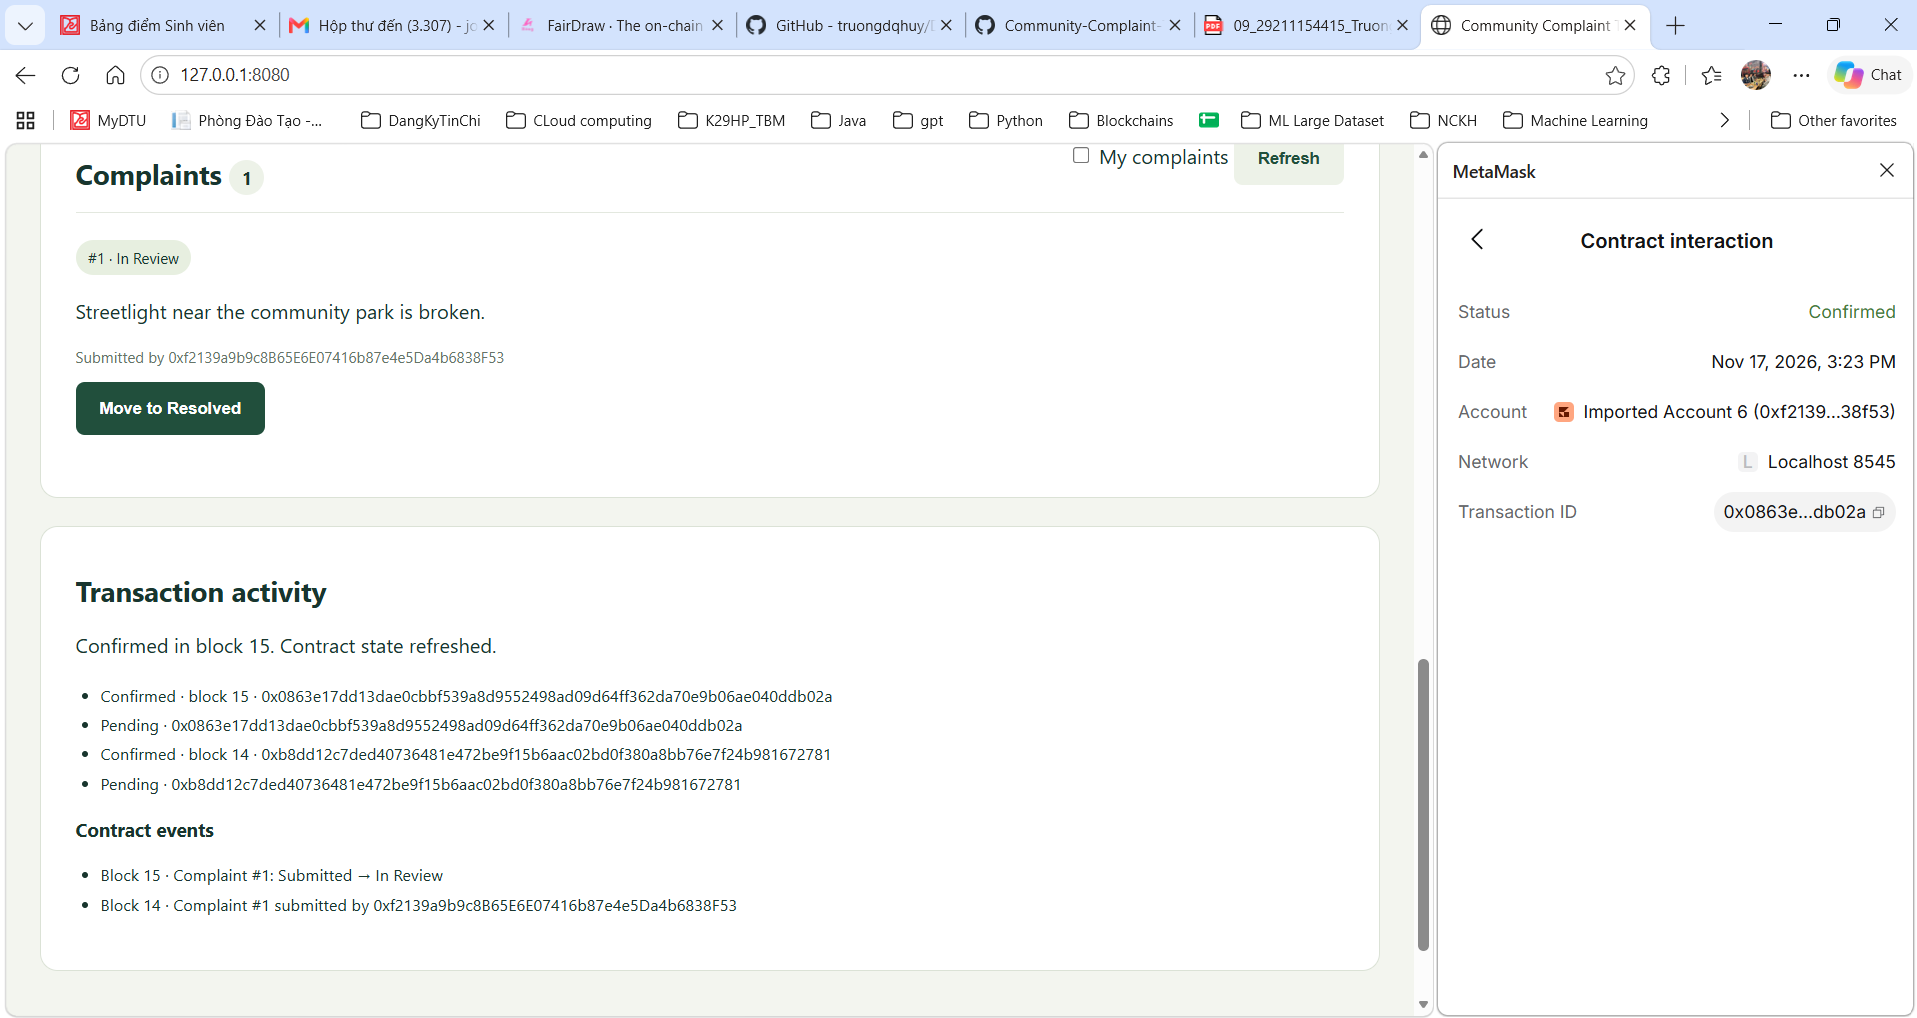 Bảng điểm Sinh viên
Hộp thư đến (3.307) - jo
FairDraw · The on-chain
GitHub - truongdqhuy/D
Community-Complaint-
09_29211154415_Truon
Community Complaint T
127.0.0.1:8080
Chat
MyDTU
Phòng Đào Tạo -...
DangKyTinChi
CLoud computing
K29HP_TBM
Java
gpt
Python
Blockchains
ML Large Dataset
NCKH
Machine Learning
Other favorites
Complaints 1
My complaints
Refresh
#1 · In Review
Streetlight near the community park is broken.
Submitted by 0xf2139a9b9c8B65E6E07416b87e4e5Da4b6838F53
Move to Resolved
Transaction activity
Confirmed in block 15. Contract state refreshed.
Confirmed · block 15 · 0x0863e17dd13dae0cbbf539a8d9552498ad09d64ff362da70e9b06ae040ddb02a
Pending · 0x0863e17dd13dae0cbbf539a8d9552498ad09d64ff362da70e9b06ae040ddb02a
Confirmed · block 14 · 0xb8dd12c7ded40736481e472be9f15b6aac02bd0f380a8bb76e7f24b981672781
Pending · 0xb8dd12c7ded40736481e472be9f15b6aac02bd0f380a8bb76e7f24b981672781
Contract events
Block 15 · Complaint #1: Submitted → In Review
Block 14 · Complaint #1 submitted by 0xf2139a9b9c8B65E6E07416b87e4e5Da4b6838F53
MetaMask
Contract interaction
Status Confirmed
Date Nov 17, 2026, 3:23 PM
Account Imported Account 6 (0xf2139...38f53)
Network L Localhost 8545
Transaction ID 0x0863e...db02a